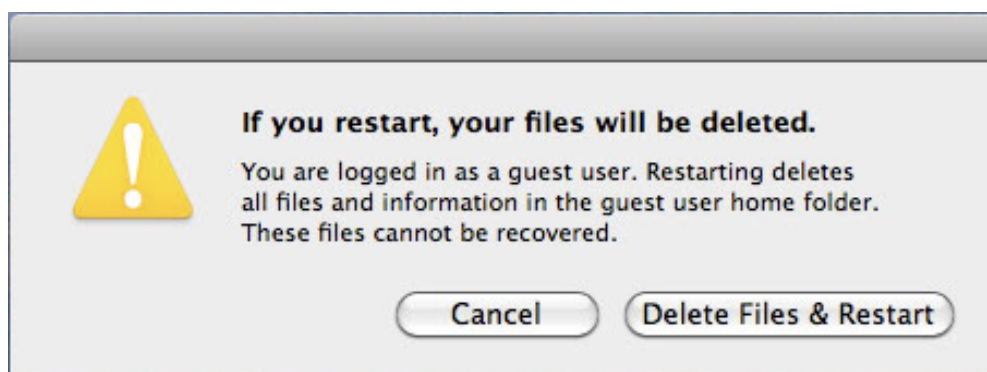 If you restart, your files will be deleted.
You are logged in as a guest user. Restarting deletes
all files and information in the guest user home folder.
These files cannot be recovered.
Cancel
Delete Files & Restart